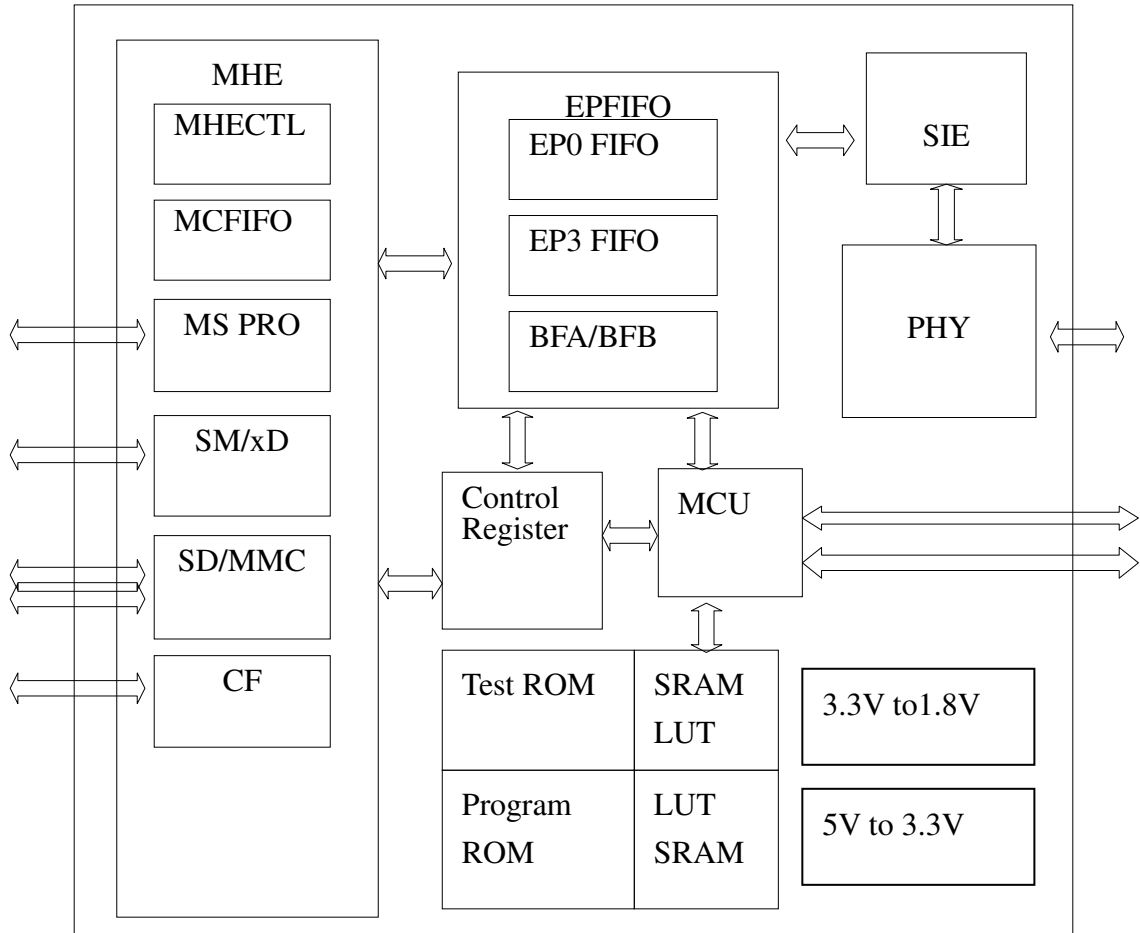 MHE
MHECTL
MCFIFO
MS PRO
SM/xD
SD/MMC
CF
EPFIFO
EP0 FIFO
EP3 FIFO
BFA/BFB
SIE
PHY
Control
Register
MCU
Test ROM
SRAM
LUT
Program
ROM
LUT
SRAM
3.3V to1.8V
5V to 3.3V